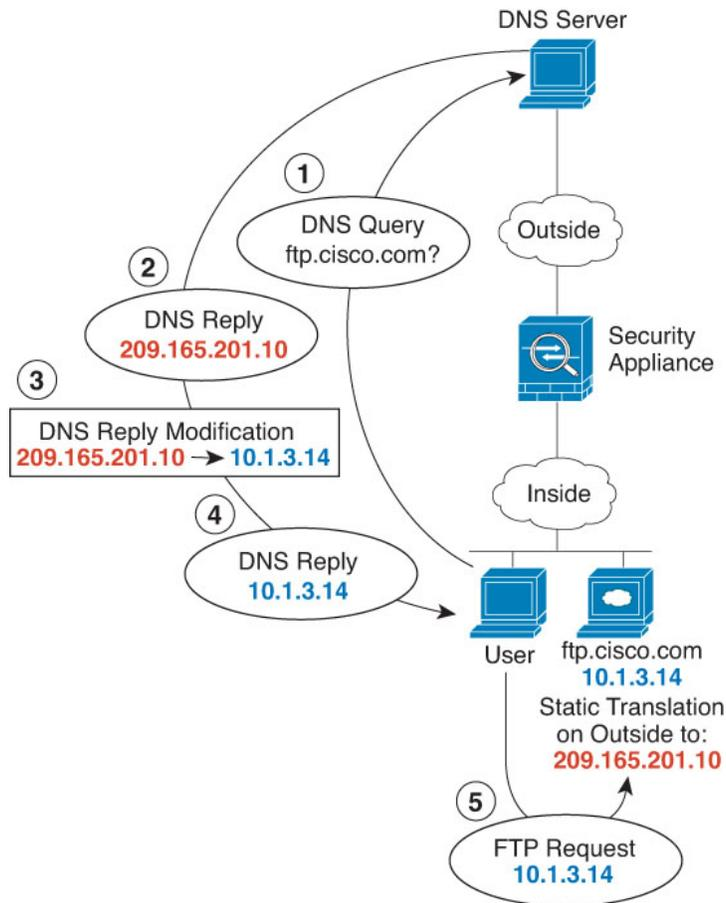 DNS Server
1
DNS Query
ftp.cisco.com?
Outside
2
DNS Reply
209.165.201.10
Security
Appliance
3
DNS Reply Modification
209.165.201.10 → 10.1.3.14
Inside
4
DNS Reply
10.1.3.14
User
ftp.cisco.com
10.1.3.14
Static Translation
on Outside to:
209.165.201.10
5
FTP Request
10.1.3.14